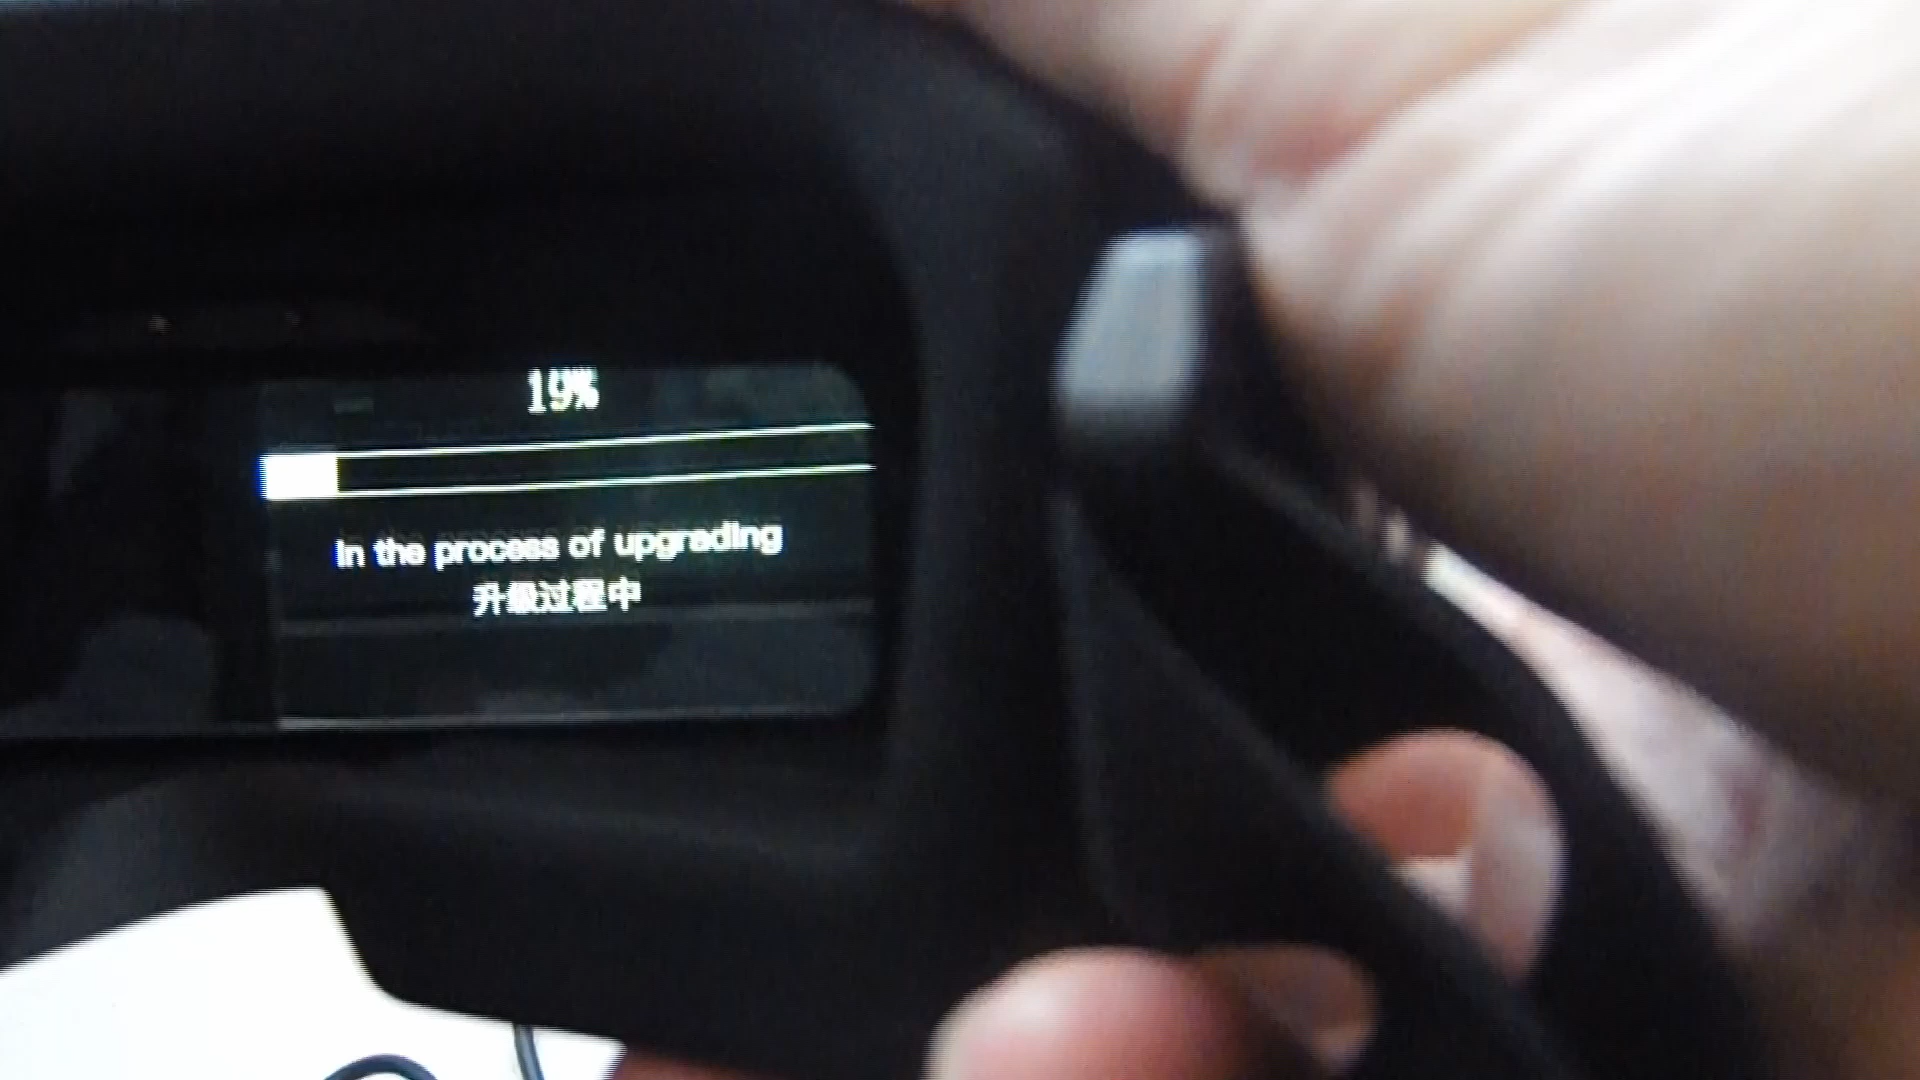 19%
In the process of upgrading
升级过程中